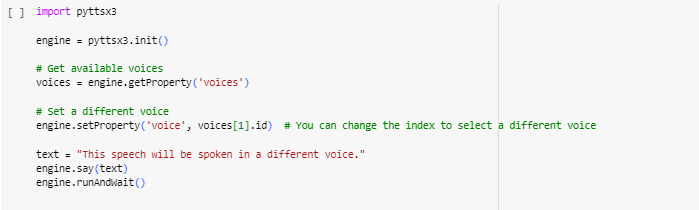 [ ] import pyttsx3
engine = pyttsx3.init()
# Get available voices
voices = engine.getProperty('voices')
# Set a different voice
engine.setProperty('voice', voices[1].id)  # You can change the index to select a different voice
text = "This speech will be spoken in a different voice."
engine.say(text)
engine.runAndWait()